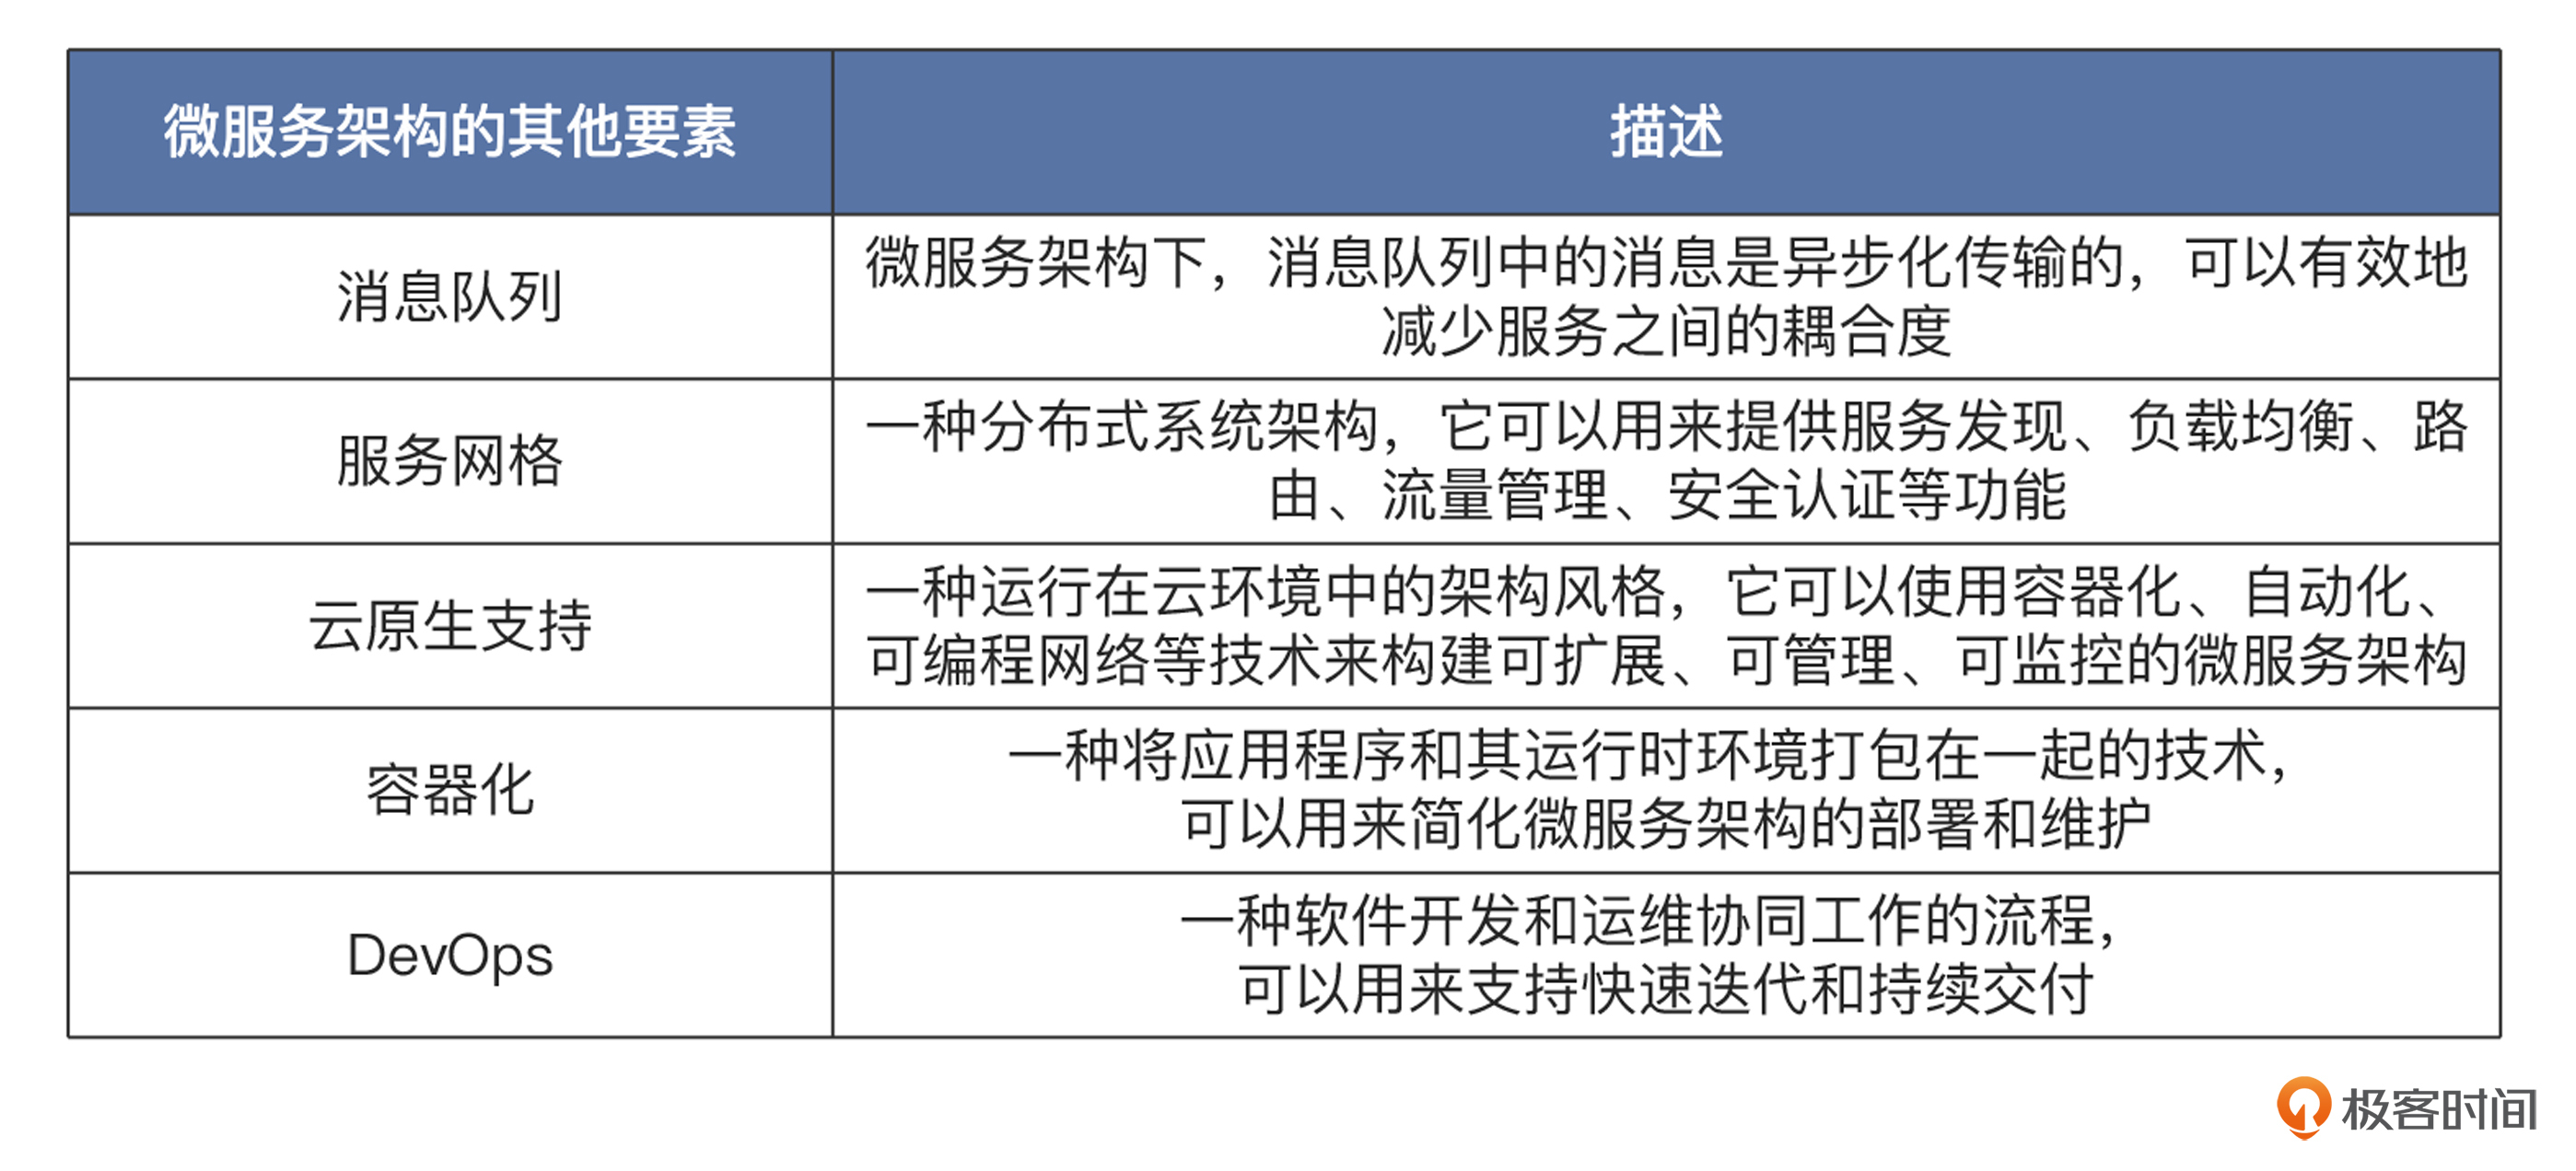 微服务架构的其他要素
描述
消息队列
微服务架构下，消息队列中的消息是异步化传输的，可以有效地
减少服务之间的耦合度
服务网格
一种分布式系统架构，它可以用来提供服务发现、负载均衡、路
由、流量管理、安全认证等功能
云原生支持
一种运行在云环境中的架构风格，它可以使用容器化、自动化、
可编程网络等技术来构建可扩展、可管理、可监控的微服务架构
容器化
一种将应用程序和其运行时环境打包在一起的技术，
可以用来简化微服务架构的部署和维护
DevOps
一种软件开发和运维协同工作的流程，
可以用来支持快速迭代和持续交付
极客时间